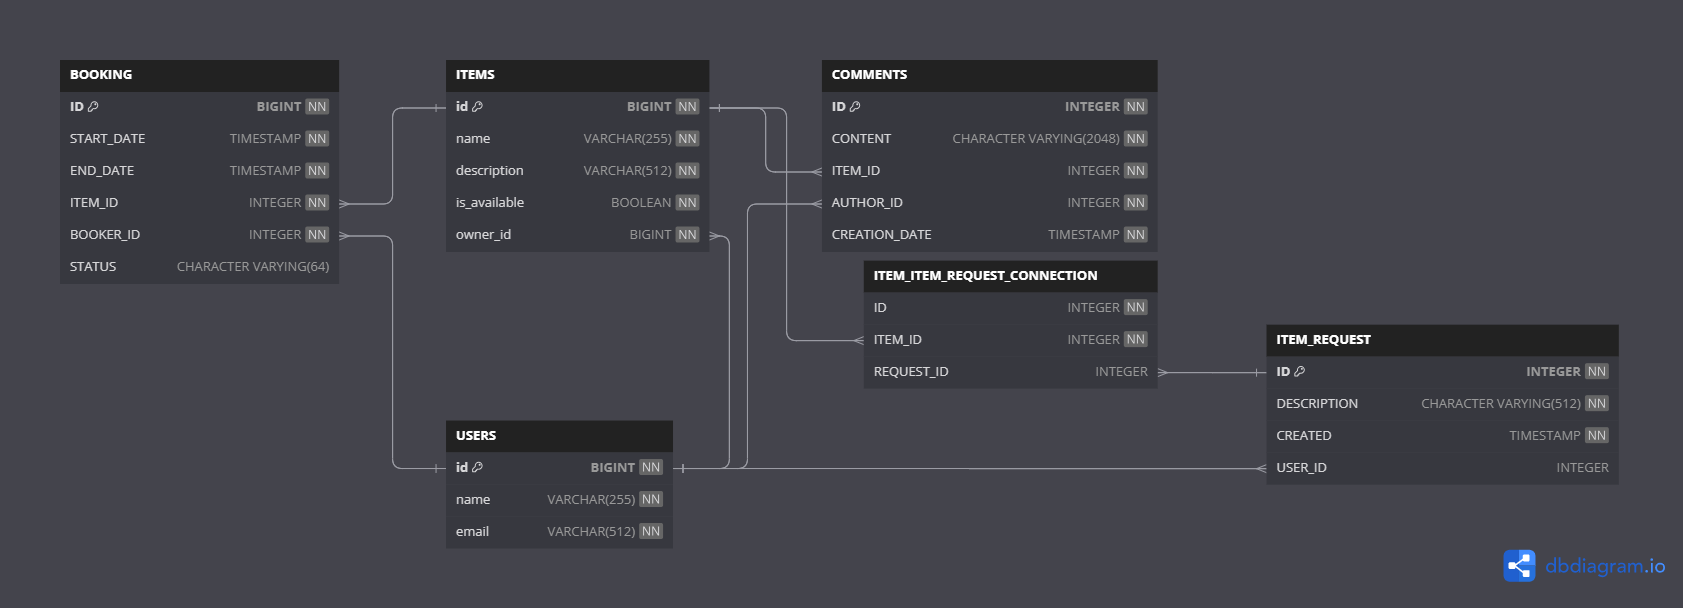 BOOKING
ID BIGINT NN
START_DATE TIMESTAMP NN
END_DATE TIMESTAMP NN
ITEM_ID INTEGER NN
BOOKER_ID INTEGER NN
STATUS CHARACTER VARYING(64)
ITEMS
id BIGINT NN
name VARCHAR(255) NN
description VARCHAR(512) NN
is_available BOOLEAN NN
owner_id BIGINT NN
COMMENTS
ID INTEGER NN
CONTENT CHARACTER VARYING(2048) NN
ITEM_ID INTEGER NN
AUTHOR_ID INTEGER NN
CREATION_DATE TIMESTAMP NN
ITEM_ITEM_REQUEST_CONNECTION
ID INTEGER NN
ITEM_ID INTEGER NN
REQUEST_ID INTEGER
ITEM_REQUEST
ID INTEGER NN
DESCRIPTION CHARACTER VARYING(512) NN
CREATED TIMESTAMP NN
USER_ID INTEGER
USERS
id BIGINT NN
name VARCHAR(255) NN
email VARCHAR(512) NN
dbdiagram.io